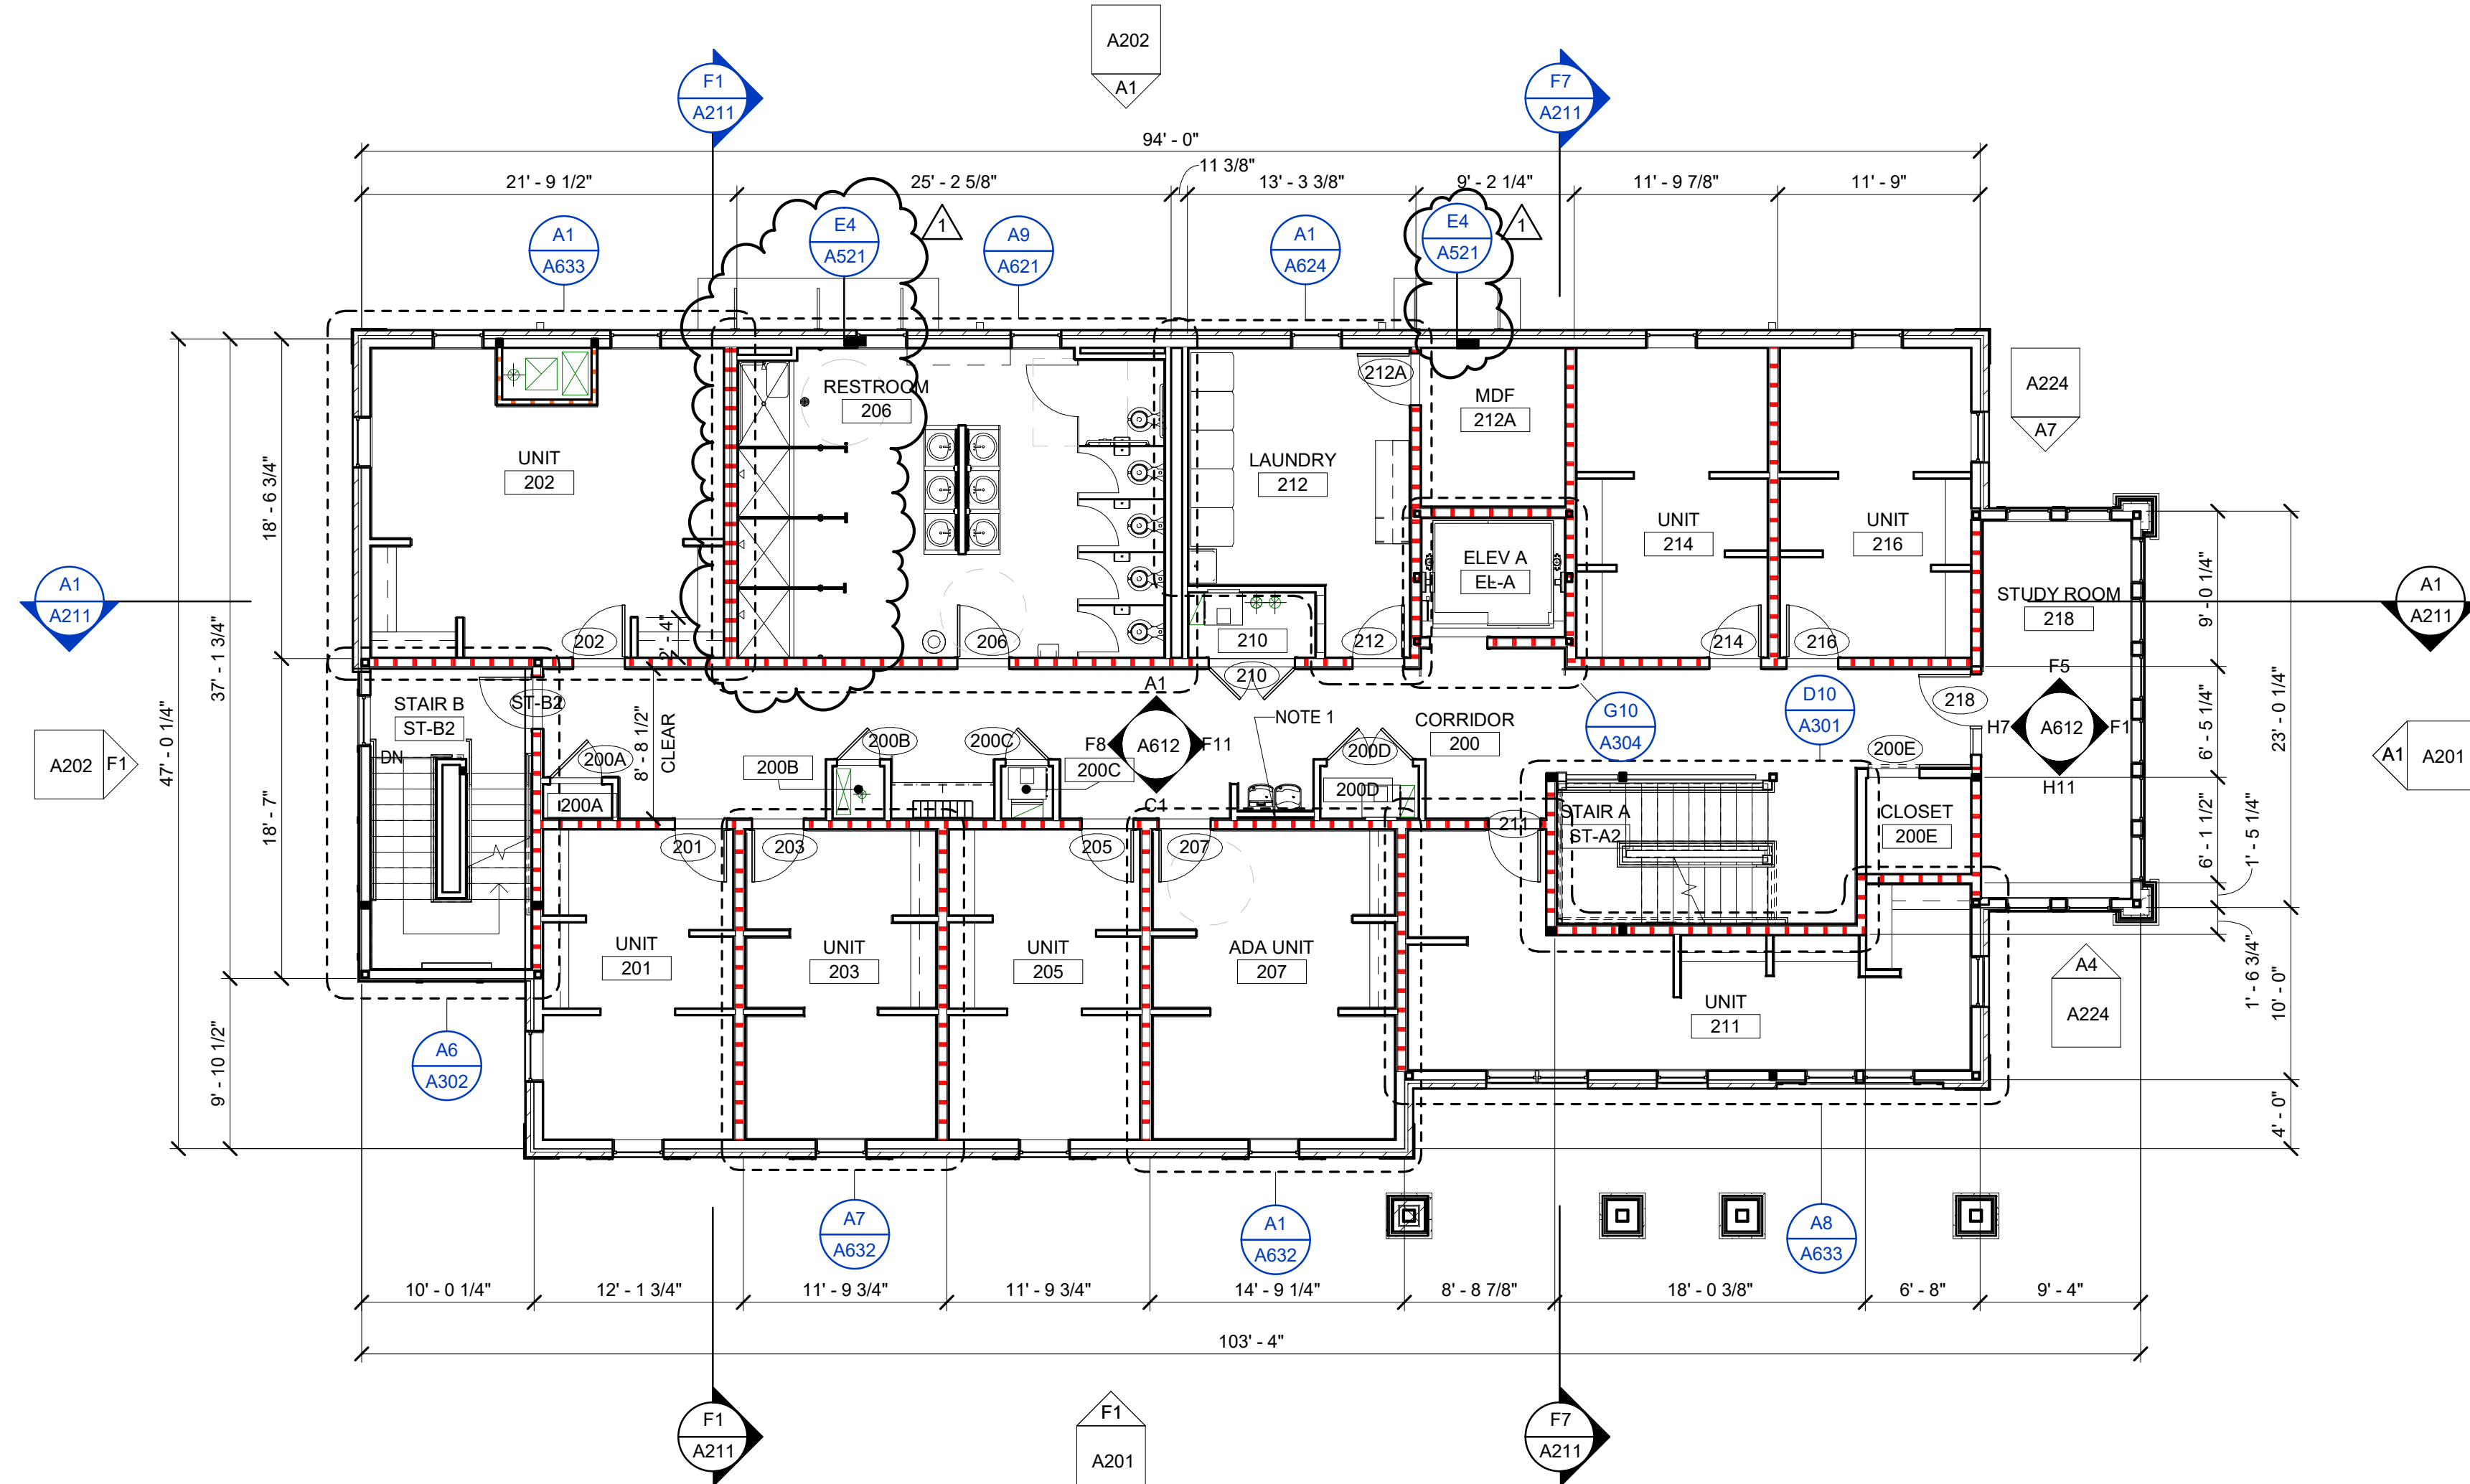 A202
A1
F1
A211
F7
A211
94' - 0"
11 3/8"
21' - 9 1/2"
25' - 2 5/8"
13' - 3 3/8"
9' - 2 1/4"
11' - 9 7/8"
11' - 9"
A1
A633
E4
A521
1
A9
A621
A1
A624
E4
A521
1
A224
A7
RESTROOM
206
212A
MDF
212A
UNIT
202
LAUNDRY
212
UNIT
214
UNIT
216
ELEV A
EL-A
STUDY ROOM
218
A1
A211
A1
A211
18' - 6 3/4"
37' - 1 3/4"
47' - 0 1/4"
18' - 7"
9' - 10 1/2"
202
2' - 4"
206
210
212
214
216
210
STAIR B
ST-B2
ST-B2
DN
8' - 8 1/2"
CLEAR
200A
200A
200B
200B
200C
200C
A1
F8
A612
F11
C1
NOTE 1
200D
200D
CORRIDOR
200
G10
A304
D10
A301
218
200E
F5
H7
A612
F1
H11
9' - 0 1/4"
6' - 5 1/4"
6' - 1 1/2"
1' - 5 1/4"
23' - 0 1/4"
1' - 6 3/4"
10' - 0"
4' - 0"
A202
F1
A1
A201
STAIR A
ST-A2
CLOSET
200E
201
203
205
207
211
UNIT
201
UNIT
203
UNIT
205
ADA UNIT
207
UNIT
211
A4
A224
A6
A302
A7
A632
A1
A632
A8
A633
10' - 0 1/4"
12' - 1 3/4"
11' - 9 3/4"
11' - 9 3/4"
14' - 9 1/4"
8' - 8 7/8"
18' - 0 3/8"
6' - 8"
9' - 4"
103' - 4"
F1
A211
F1
A201
F7
A211